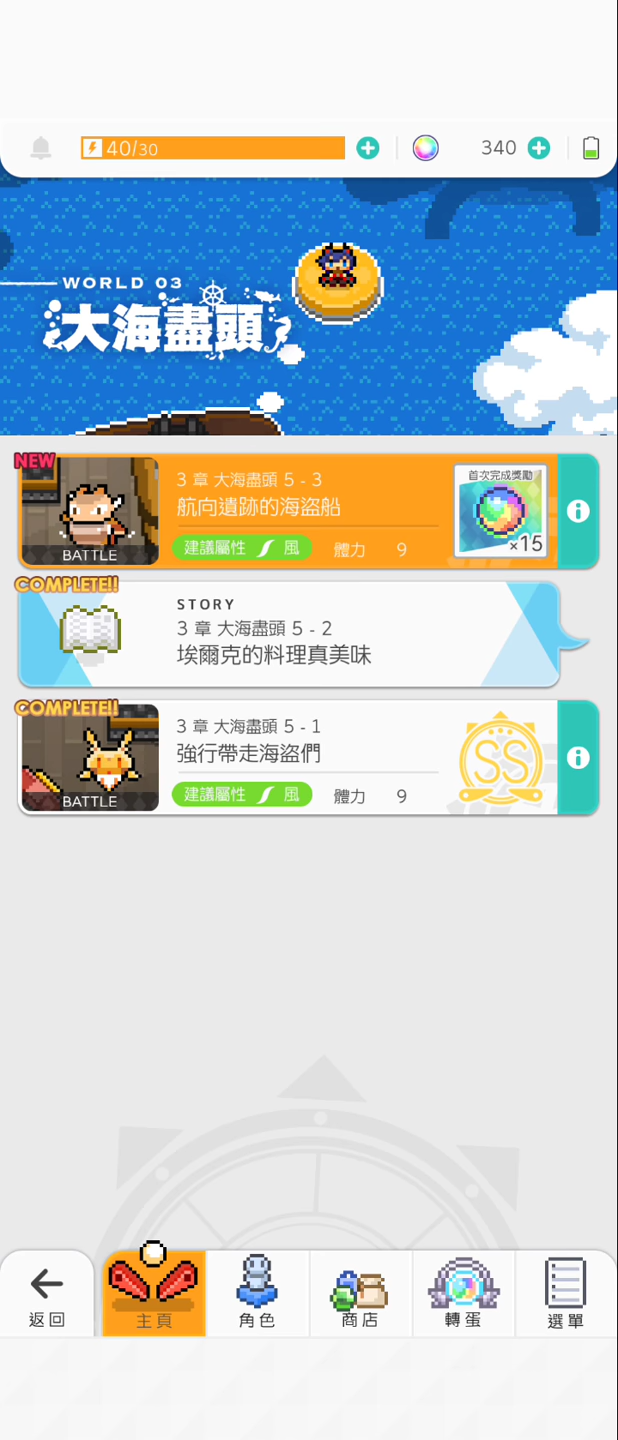 40/30
340
WORLD 03
大海盡頭
NEW
3 章 大海盡頭 5 - 3
航向遺跡的海盜船
首次完成獎勵
×15
BATTLE
建議屬性 風 體力 9
COMPLETE!!
STORY
3 章 大海盡頭 5 - 2
埃爾克的料理真美味
COMPLETE!!
3 章 大海盡頭 5 - 1
強行帶走海盜們
SS
BATTLE
建議屬性 風 體力 9
返回
主頁
角色
商店
轉蛋
選單